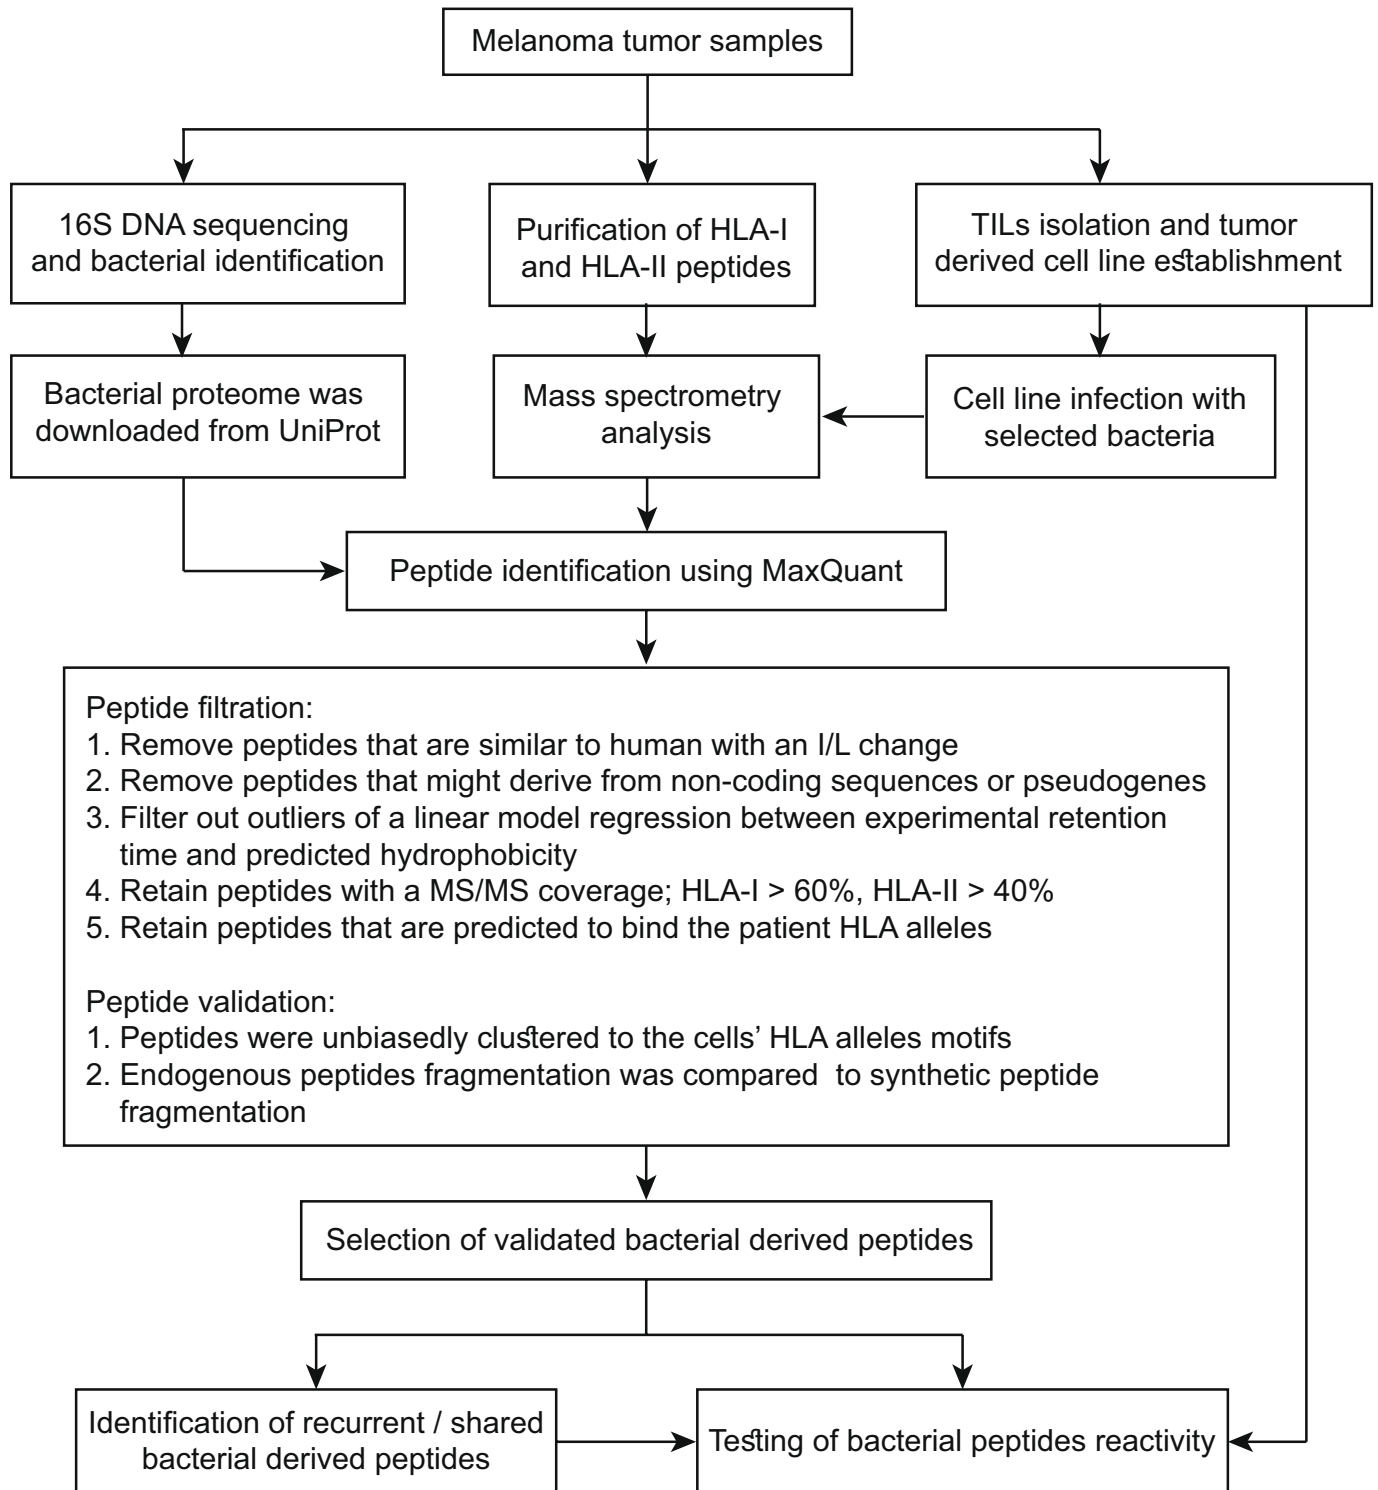 Melanoma tumor samples
16S DNA sequencing
and bacterial identification
Purification of HLA-I
and HLA-II peptides
TILs isolation and tumor
derived cell line establishment
Bacterial proteome was
downloaded from UniProt
Mass spectrometry
analysis
Cell line infection with
selected bacteria
Peptide identification using MaxQuant
Peptide filtration:
1. Remove peptides that are similar to human with an I/L change
2. Remove peptides that might derive from non-coding sequences or pseudogenes
3. Filter out outliers of a linear model regression between experimental retention
time and predicted hydrophobicity
4. Retain peptides with a MS/MS coverage; HLA-I > 60%, HLA-II > 40%
5. Retain peptides that are predicted to bind the patient HLA alleles
Peptide validation:
1. Peptides were unbiasedly clustered to the cells’ HLA alleles motifs
2. Endogenous peptides fragmentation was compared to synthetic peptide
fragmentation
Selection of validated bacterial derived peptides
Identification of recurrent / shared
bacterial derived peptides
Testing of bacterial peptides reactivity